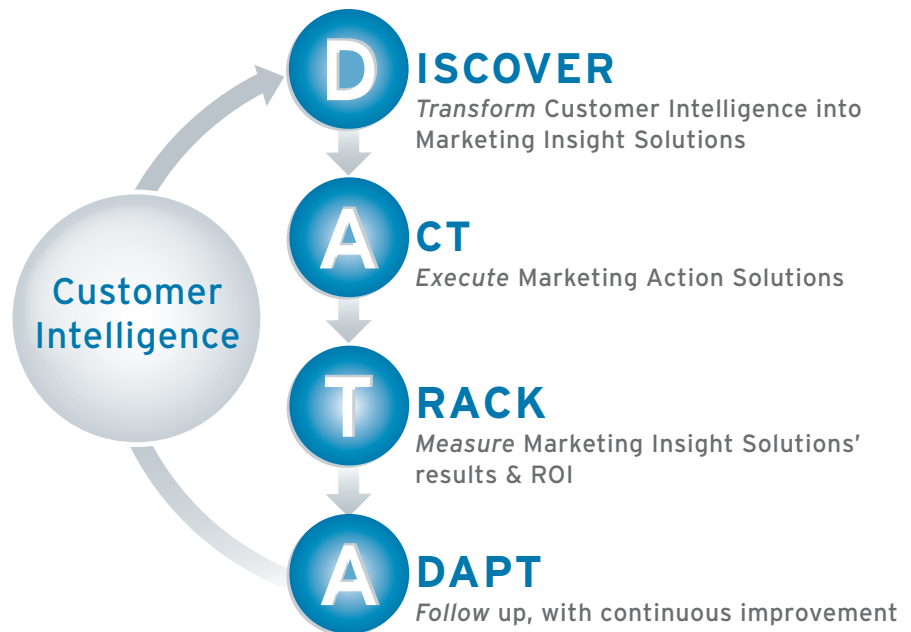 DISCOVER
Transform Customer Intelligence into
Marketing Insight Solutions
ACT
Execute Marketing Action Solutions
Customer
Intelligence
TRACK
Measure Marketing Insight Solutions’
results & ROI
ADAPT
Follow up, with continuous improvement